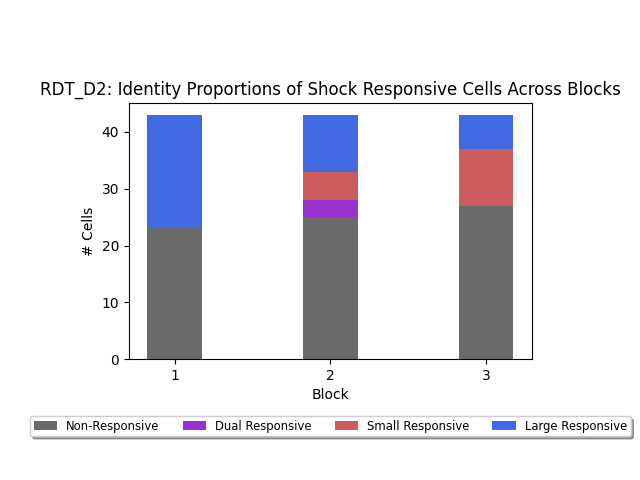 RDT_D2: Identity Proportions of Shock Responsive Cells Across Blocks
40
30
20
10
0
# Cells
1 2 3
Block
Non-Responsive Dual Responsive Small Responsive Large Responsive